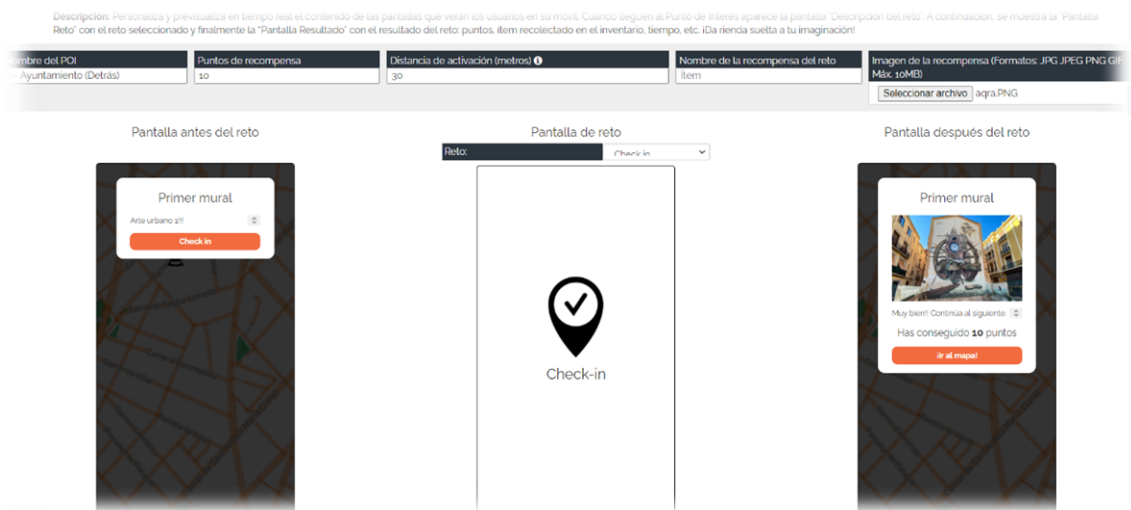 Descripción: Personaliza y previsualiza en tiempo real el contenido de las pantallas que verán los usuarios en su móvil. Cuando lleguen al Punto de Interés aparece la pantalla "Descripción del reto". A continuación, se muestra la "Pantalla
Reto" con el reto seleccionado y finalmente la "Pantalla Resultado" con el resultado del reto: puntos, ítem recolectado en el inventario, tiempo, etc. ¡Da rienda suelta a tu imaginación!
ombre del POI
- Ayuntamiento (Detrás)
Puntos de recompensa
10
Distancia de activación (metros)
30
Nombre de la recompensa del reto
Ítem
Imagen de la recompensa (Formatos: JPG JPEG PNG GIF
Máx. 10MB)
Seleccionar archivo aqra.PNG
Pantalla antes del reto
Primer mural
Arte urbano 1!!!
Check in
Pantalla de reto
Reto:
Check in
Check-in
Pantalla después del reto
Primer mural
Muy bien!! Continúa al siguiente.
Has conseguido 10 puntos
¡Ir al mapa!